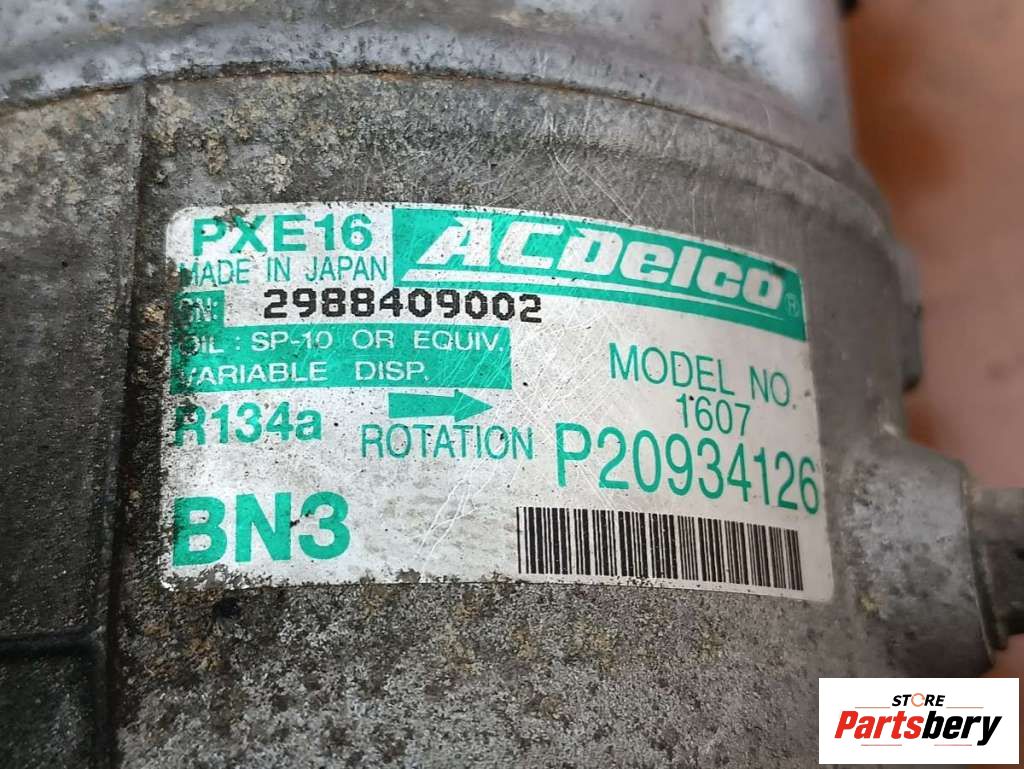 PXE16
ACDelco ®
MADE IN JAPAN
SN: 2988409002
OIL : SP-10 OR EQUIV.
VARIABLE DISP.
MODEL NO.
1607
R134a
ROTATION
P20934126
BN3
STORE
Partsbery